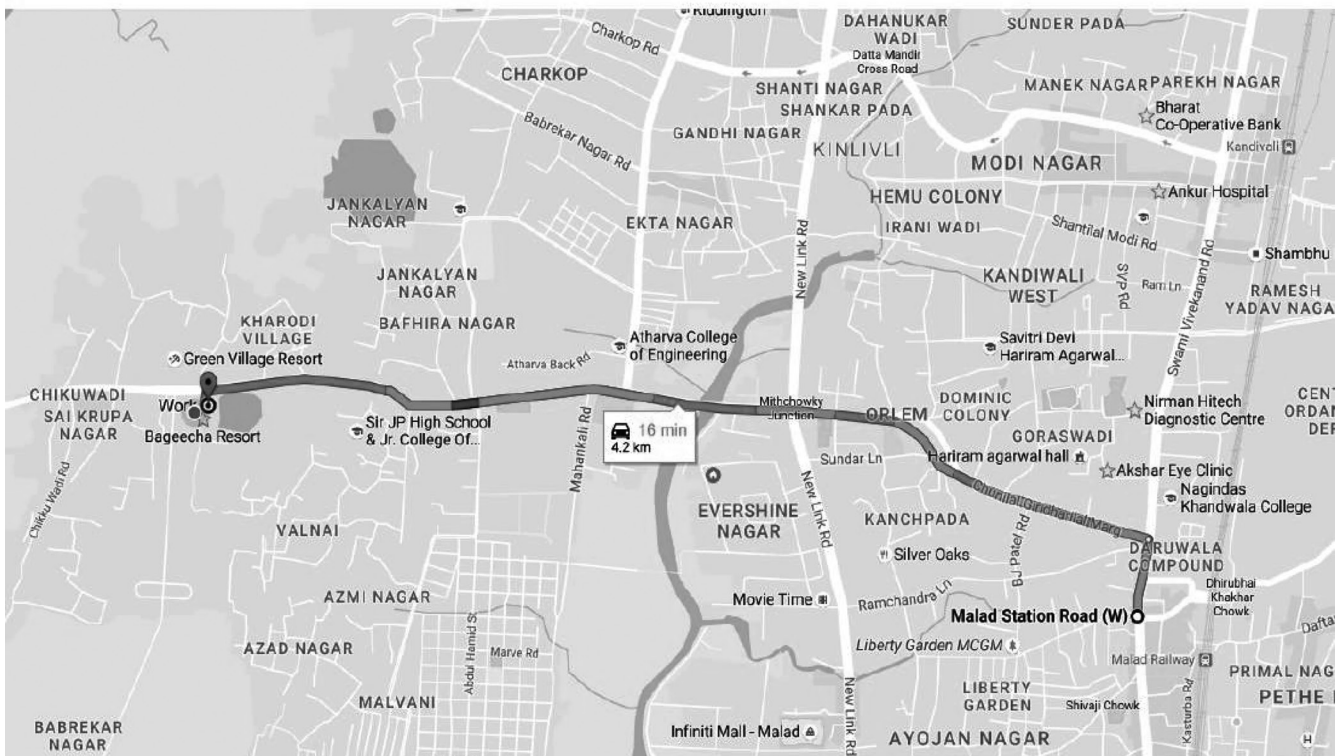 Kiddington
Charkop Rd
DAHANUKAR
WADI
SUNDER PADA
Datta Mandir
Cross Road
CHARKOP
SHANTI NAGAR
SHANKAR PADA
MANEK NAGAR
PAREKH NAGAR
Bharat
Co-Operative Bank
Babrekar Nagar Rd
GANDHI NAGAR
KINLIVLI
Kandivali
MODI NAGAR
HEMU COLONY
Ankur Hospital
JANKALYAN
NAGAR
EKTA NAGAR
New Link Rd
IRANI WADI
Shantilal Modi Rd
Swami Vivekanand Rd
Shambhu
JANKALYAN
NAGAR
KANDIWALI
WEST
SVP Rd
Ram Ln
RAMESH
YADAV NAGA
KHARODI
VILLAGE
BAFHIRA NAGAR
Atharva College
of Engineering
Savitri Devi
Hariram Agarwal...
Green Village Resort
Atharva Back Rd
CHIKUWADI
Work
SAI KRUPA
NAGAR
Bageecha Resort
Sir JP High School
& Jr. College Of...
16 min
4.2 km
Mithchowky
Junction
ORLEM
DOMINIC
COLONY
Nirman Hitech
Diagnostic Centre
CEN
ORDA
DEP
GORASWADI
Hariram agarwal hall
Sundar Ln
Akshar Eye Clinic
Mahankali Rd
Chikku Wadi Rd
Nagindas
Khandwala College
Chunilal Girdharilal Marg
EVERSHINE
NAGAR
New Link Rd
KANCHPADA
BJ Patel Rd
VALNAI
Silver Oaks
DARUWALA
COMPOUND
Dhirubhai
Khakhar
Chowk
AZMI NAGAR
Movie Time
Ramchandra Ln
Malad Station Road (W)
Dafta
AZAD NAGAR
Abdul Hamid St
Marve Rd
Liberty Garden MCGM
Malad Railway
PRIMAL NAG
MALVANI
New Link Rd
LIBERTY
GARDEN
Shivaji Chowk
Kasturba Rd
PETHE
BABREKAR
NAGAR
Infiniti Mall - Malad
AYOJAN NAGAR